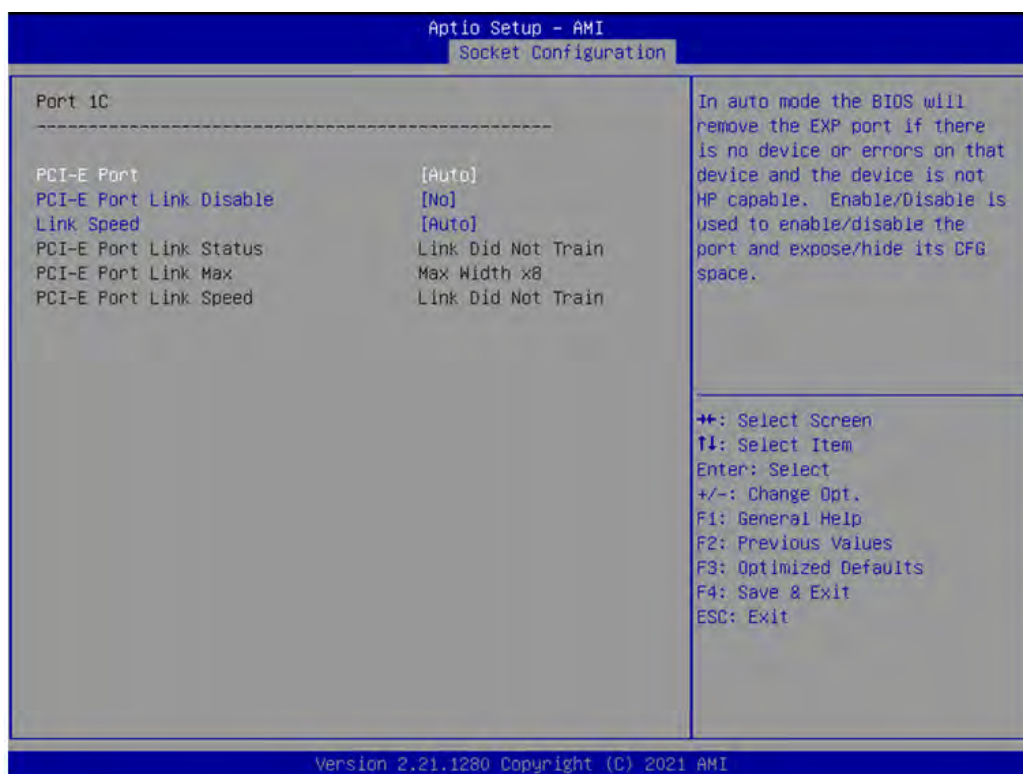 Aptio Setup - AMI
Socket Configuration
Port 1C
--------------------------------------------------
PCI-E Port [Auto]
PCI-E Port Link Disable [No]
Link Speed [Auto]
PCI-E Port Link Status Link Did Not Train
PCI-E Port Link Max Max Width x8
PCI-E Port Link Speed Link Did Not Train
In auto mode the BIOS will
remove the EXP port if there
is no device or errors on that
device and the device is not
HP capable. Enable/Disable is
used to enable/disable the
port and expose/hide its CFG
space.
→←: Select Screen
↑↓: Select Item
Enter: Select
+/-: Change Opt.
F1: General Help
F2: Previous Values
F3: Optimized Defaults
F4: Save & Exit
ESC: Exit
Version 2.21.1280 Copyright (C) 2021 AMI